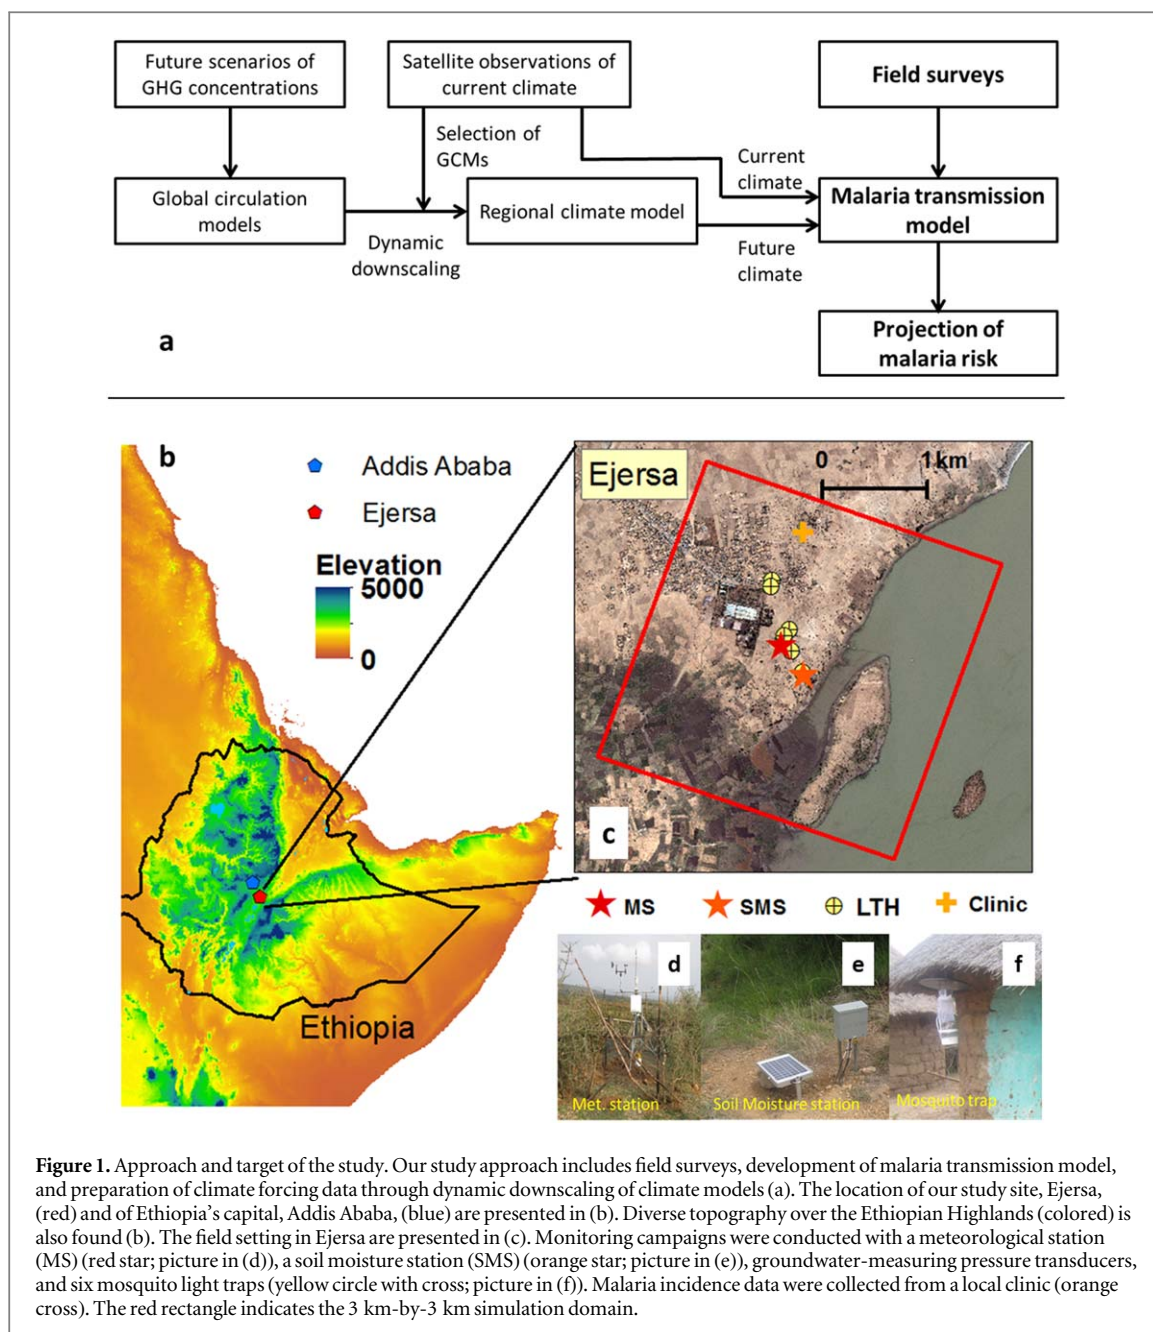 Future scenarios of
GHG concentrations
Satellite observations of
current climate
Field surveys
Selection of
GCMs
Current
climate
Global circulation
models
Dynamic
downscaling
Regional climate model
Malaria transmission
model
Future
climate
Projection of
malaria risk
a
b
Addis Ababa
Ejersa
Elevation
5000
0
Ethiopia
Ejersa
0 1km
c
MS SMS LTH Clinic
d
e
f
Met. station
Soil Moisture station
Mosquito trap
Figure 1. Approach and target of the study. Our study approach includes field surveys, development of malaria transmission model,
and preparation of climate forcing data through dynamic downscaling of climate models (a). The location of our study site, Ejersa,
(red) and of Ethiopia's capital, Addis Ababa, (blue) are presented in (b). Diverse topography over the Ethiopian Highlands (colored) is
also found (b). The field setting in Ejersa are presented in (c). Monitoring campaigns were conducted with a meteorological station
(MS) (red star; picture in (d)), a soil moisture station (SMS) (orange star; picture in (e)), groundwater-measuring pressure transducers,
and six mosquito light traps (yellow circle with cross; picture in (f)). Malaria incidence data were collected from a local clinic (orange
cross). The red rectangle indicates the 3 km-by-3 km simulation domain.